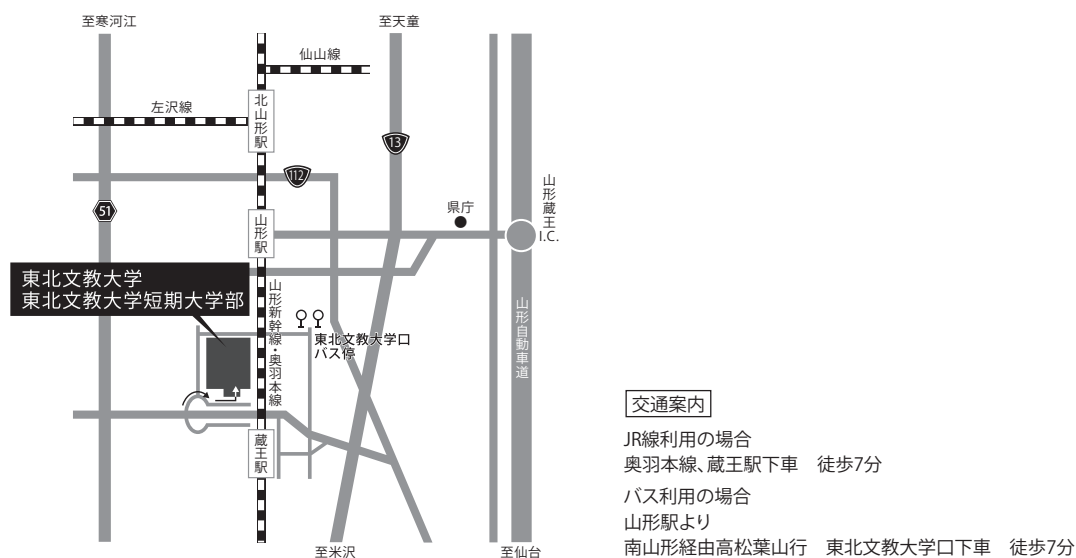 至寒河江
至天童
仙山線
左沢線
北山形駅
13
112
51
県庁
山形蔵王I.C.
山形駅
東北文教大学
東北文教大学短期大学部
山形新幹線・奥羽本線
東北文教大学口
バス停
山形自動車道
蔵王駅
至米沢
至仙台
交通案内
JR線利用の場合
奥羽本線、蔵王駅下車　徒歩7分
バス利用の場合
山形駅より
南山形経由高松葉山行　東北文教大学口下車　徒歩7分